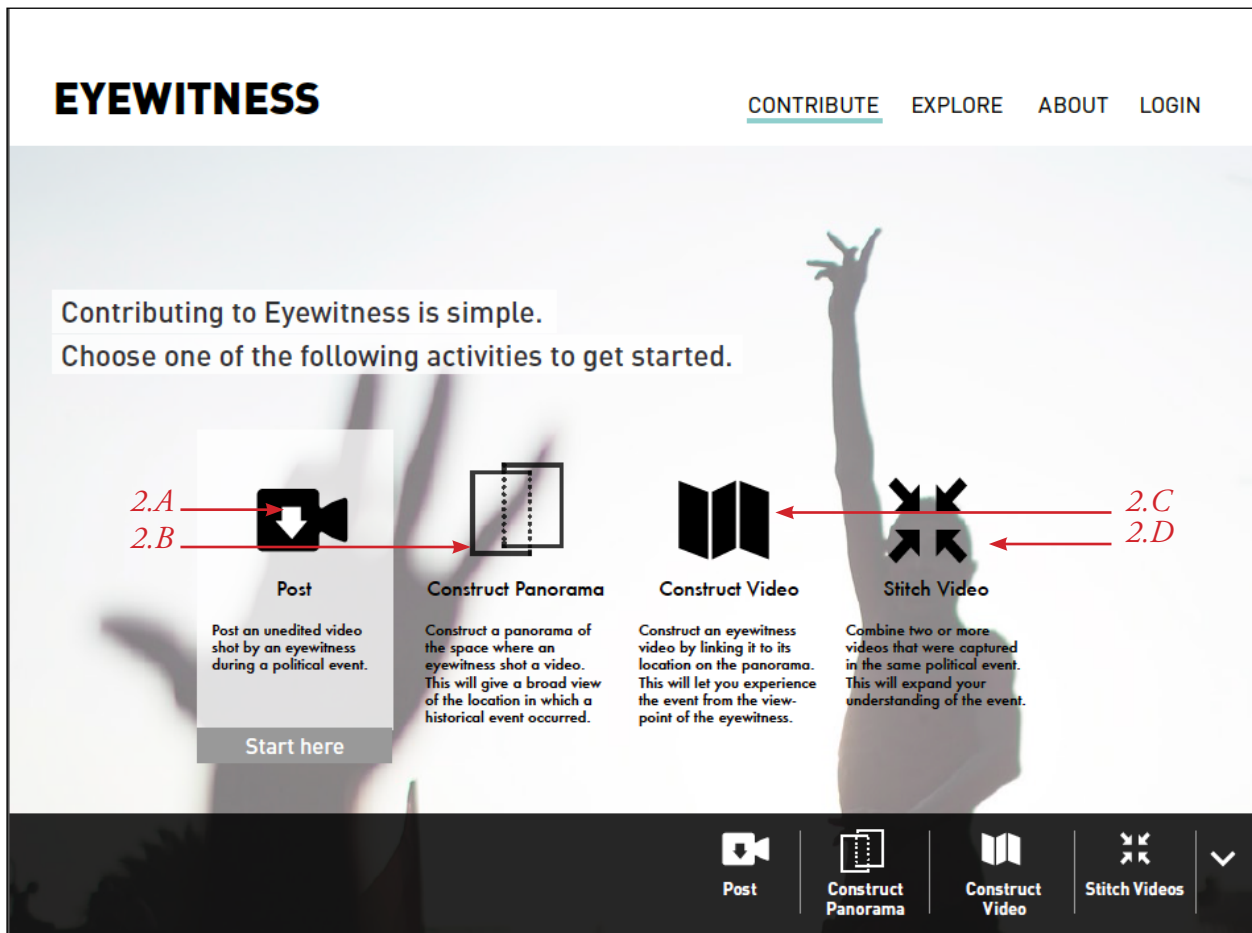 EYEWITNESS
CONTRIBUTE EXPLORE ABOUT LOGIN
Contributing to Eyewitness is simple.
Choose one of the following activities to get started.
2.A
2.B
2.C
2.D
Post
Post an unedited video
shot by an eyewitness
during a political event.
Start here
Construct Panorama
Construct a panorama of
the space where an
eyewitness shot a video.
This will give a broad view
of the location in which a
historical event occurred.
Construct Video
Construct an eyewitness
video by linking it to its
location on the panorama.
This will let you experience
the event from the view-
point of the eyewitness.
Stitch Video
Combine two or more
videos that were captured
in the same political event.
This will expand your
understanding of the event.
Post
Construct
Panorama
Construct
Video
Stitch Videos